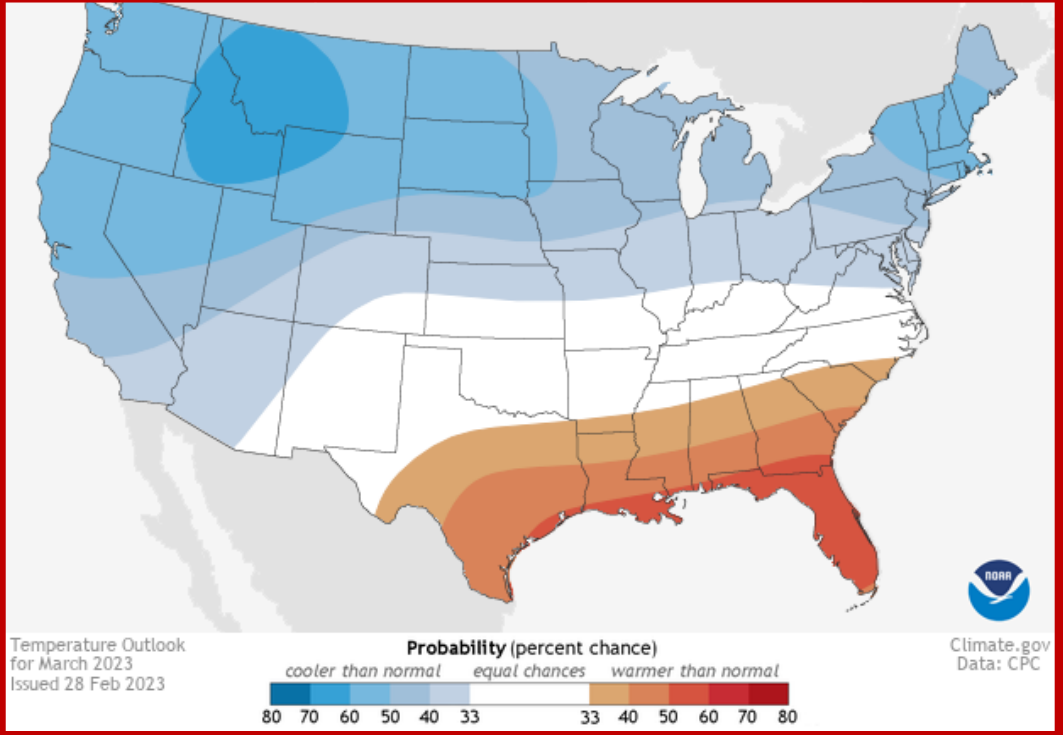 NOAA
Temperature Outlook
for March 2023
Issued 28 Feb 2023
Probability (percent chance)
cooler than normal equal chances warmer than normal
80 70 60 50 40 33 33 40 50 60 70 80
Climate.gov
Data: CPC